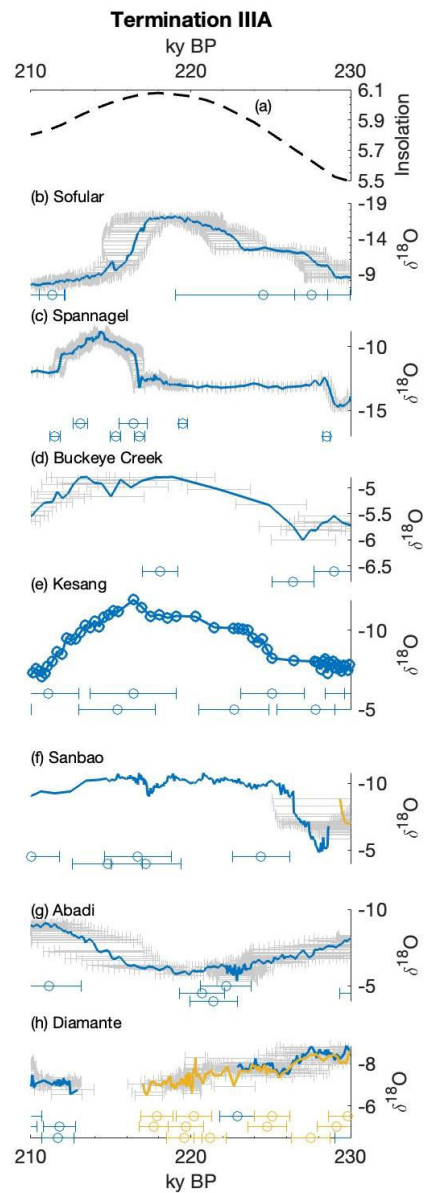 Termination IIIA
ky BP
210 220 230
6.1
(a)
5.9
5.7
5.5
Insolation
(b) Sofular
-19
-14
-9
δ18O
(c) Spannagel
-10
-15
δ18O
(d) Buckeye Creek
-5
-5.5
-6
-6.5
δ18O
(e) Kesang
-10
-5
δ18O
(f) Sanbao
-10
-5
δ18O
(g) Abadi
-10
-5
δ18O
(h) Diamante
-8
-6
δ18O
210 220 230
ky BP